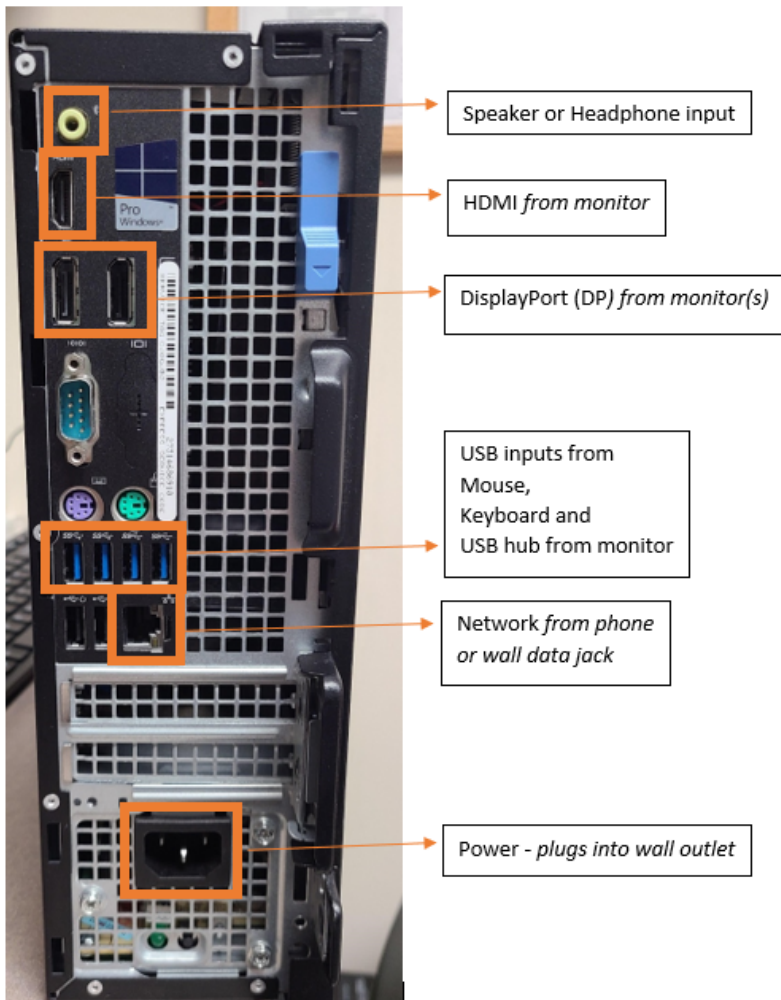 Speaker or Headphone input
HDMI
HDMI from monitor
Pro
Windows
DisplayPort (DP) from monitor(s)
USB inputs from
Mouse,
Keyboard and
USB hub from monitor
Network from phone
or wall data jack
Power - plugs into wall outlet